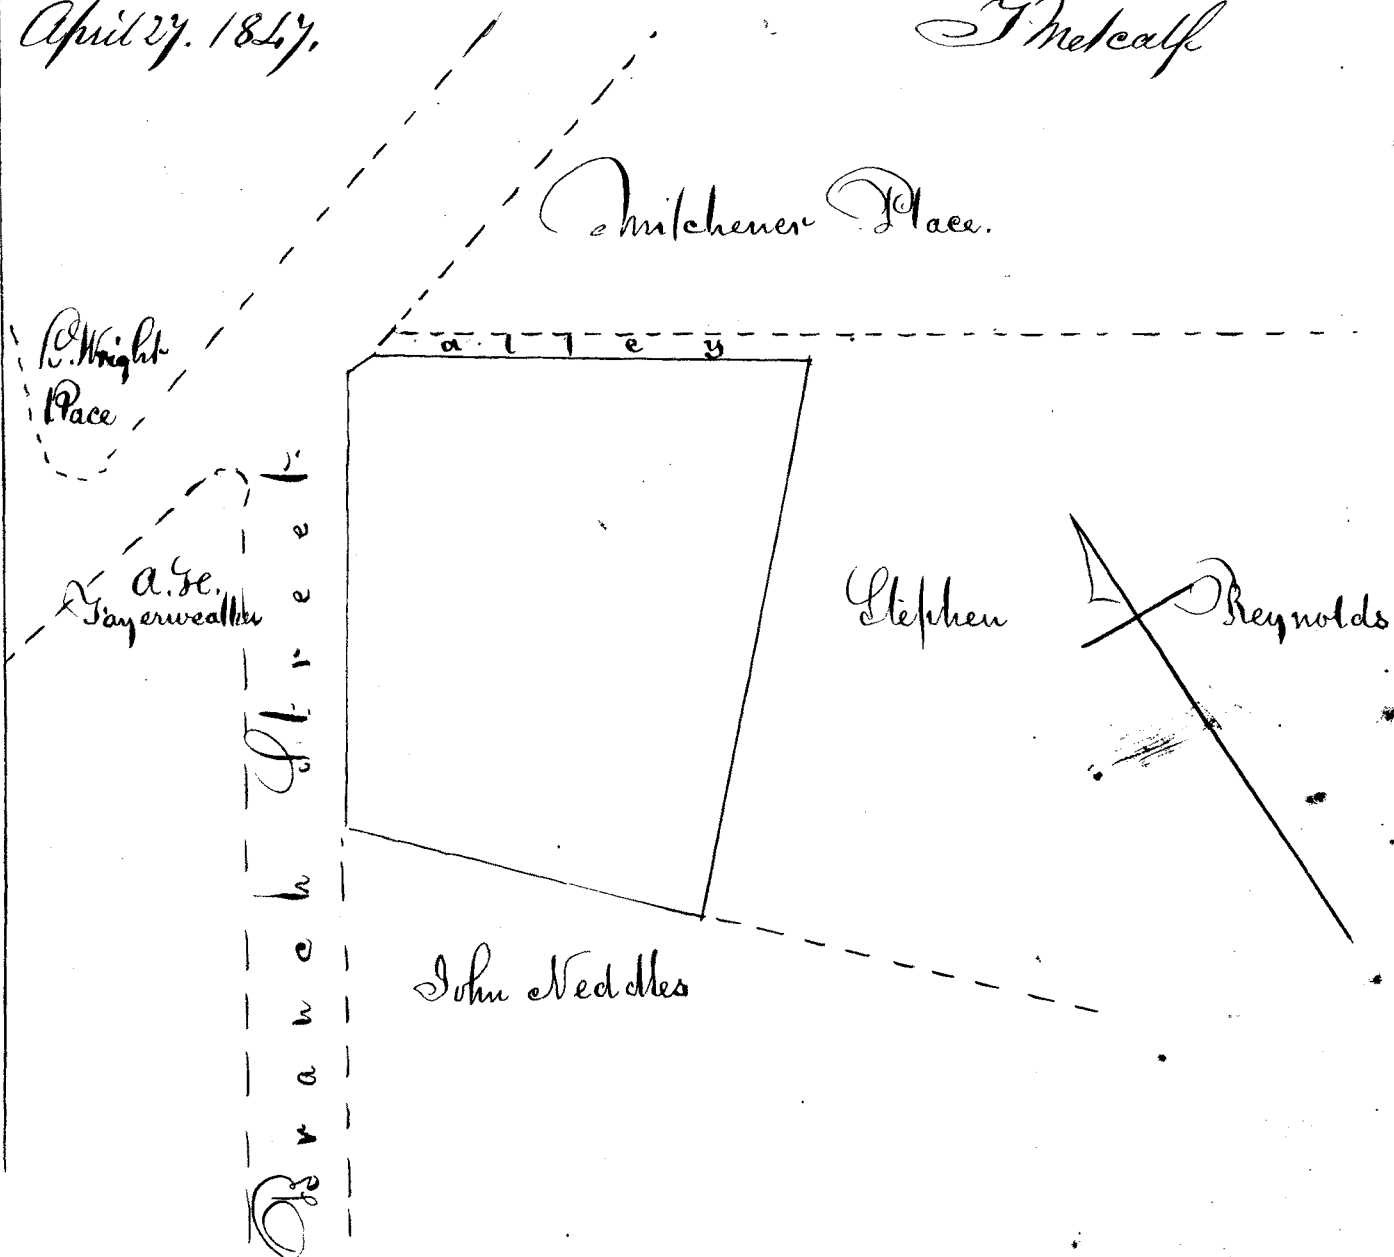 April 27. 1847.
T Metcalf
Mitchener Place.
alley
Wright
Place
A. H.
Fayerweather
Branch Street.
Stephen Reynolds
John Neddles